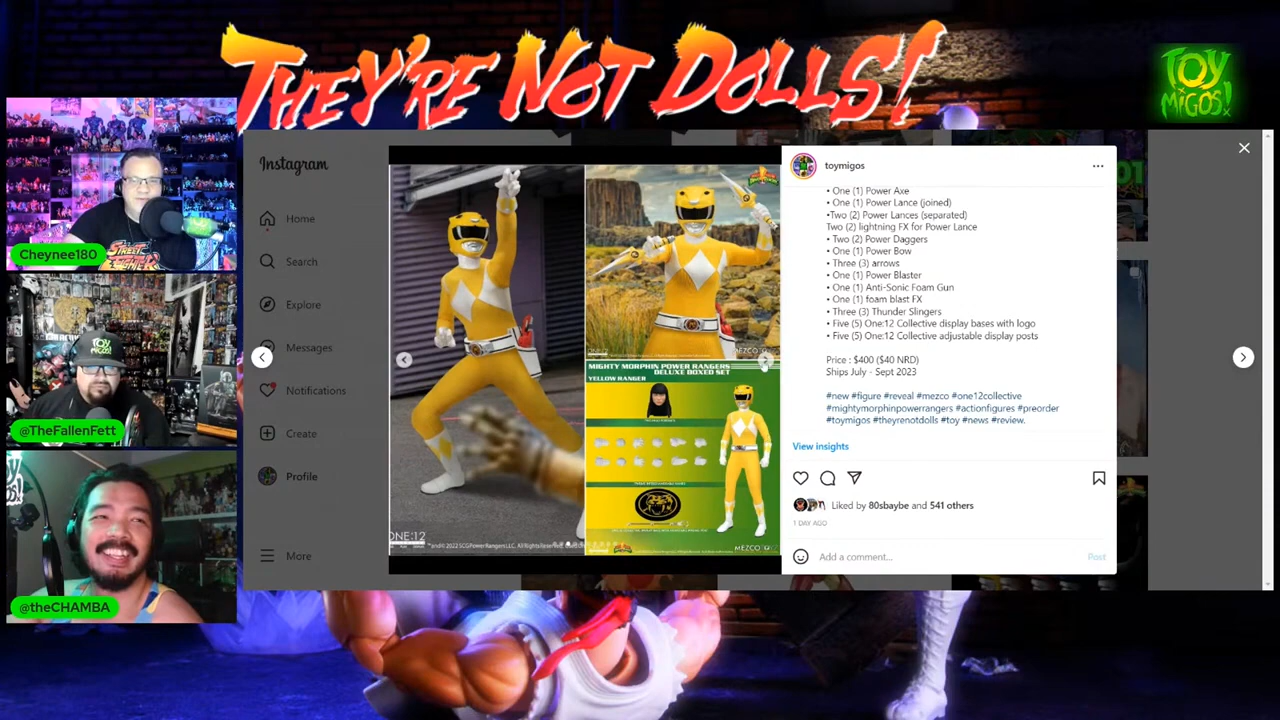 THEY'RE NOT DOLLS!
TOY
MIGOS!
Cheynee180
STREET
FIGHTER
@TheFallenFett
@theCHAMBA
Instagram
Home
Search
Explore
Messages
Notifications
Create
Profile
More
ONE:12
MEZCO
MIGHTY MORPHIN POWER RANGERS
DELUXE BOXED SET
YELLOW RANGER
MEZCO
toymigos
• One (1) Power Axe
• One (1) Power Lance (joined)
•Two (2) Power Lances (separated)
Two (2) lightning FX for Power Lance
• Two (2) Power Daggers
• One (1) Power Bow
• Three (3) arrows
• One (1) Power Blaster
• One (1) Anti-Sonic Foam Gun
• One (1) foam blast FX
• Three (3) Thunder Slingers
• Five (5) One:12 Collective display bases with logo
• Five (5) One:12 Collective adjustable display posts
Price : $400 ($40 NRD)
Ships July - Sept 2023
#new #figure #reveal #mezco #one12collective
#mightymorphinpowerrangers #actionfigures #preorder
#toymigos #theyrenotdolls #toy #news #review.
View insights
Liked by 80sbaybe and 541 others
1 DAY AGO
Add a comment...
Post